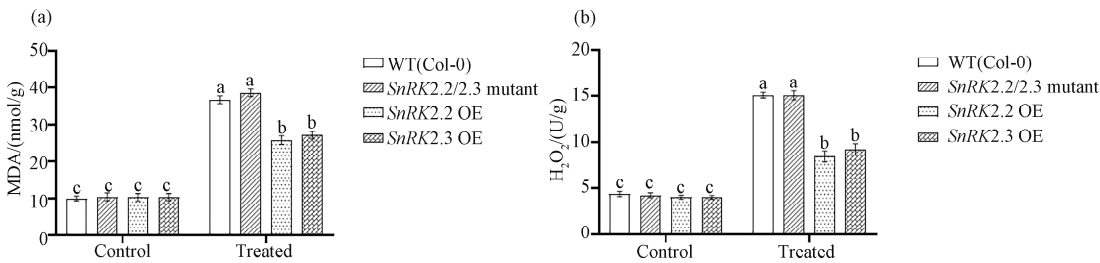 (a)
MDA/(nmol/g)
50
40
30
20
10
0
c c c c
a a b b
Control Treated
WT(Col-0)
SnRK2.2/2.3 mutant
SnRK2.2 OE
SnRK2.3 OE
(b)
H₂O₂/(U/g)
20
15
10
5
0
c c c c
a a b b
Control Treated
WT(Col-0)
SnRK2.2/2.3 mutant
SnRK2.2 OE
SnRK2.3 OE